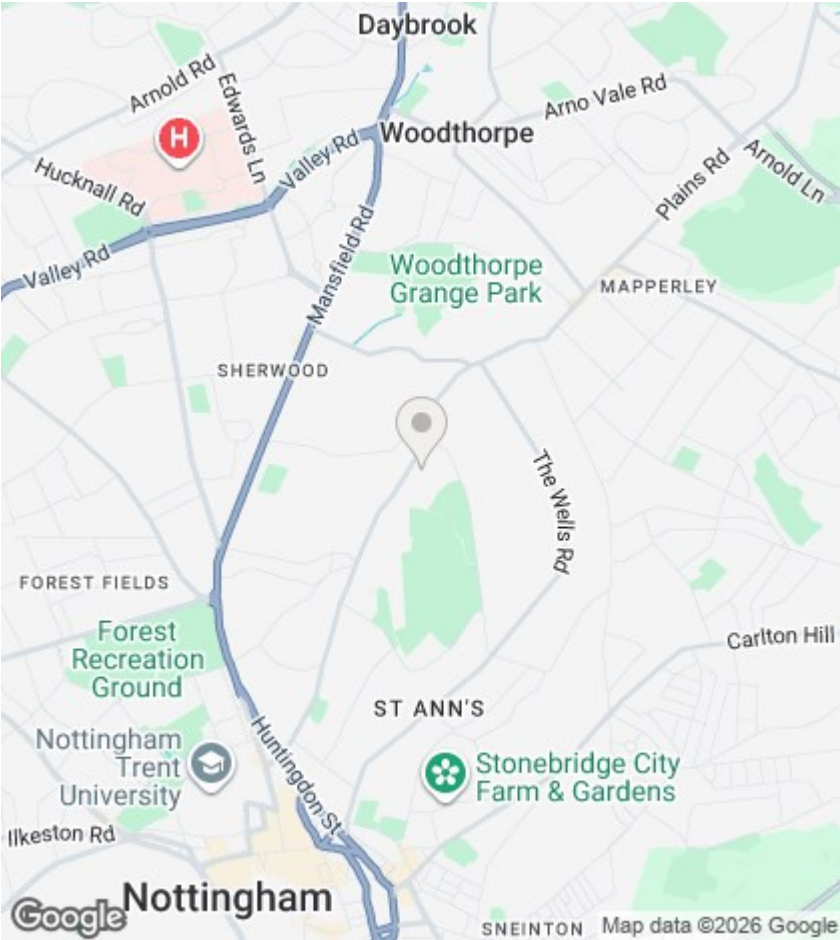 Daybrook
Arnold Rd
Edwards Ln
Arno Vale Rd
H
Valley Rd
Woodthorpe
Hucknall Rd
Plains Rd
Arnold Ln
Valley Rd
Mansfield Rd
Woodthorpe
Grange Park
MAPPERLEY
SHERWOOD
The Wells Rd
FOREST FIELDS
Forest
Recreation
Ground
Carlton Hill
ST ANN'S
Huntingdon St
Nottingham
Trent
University
Stonebridge City
Farm & Gardens
Ilkeston Rd
Nottingham
Google
SNEINTON
Map data ©2026 Google